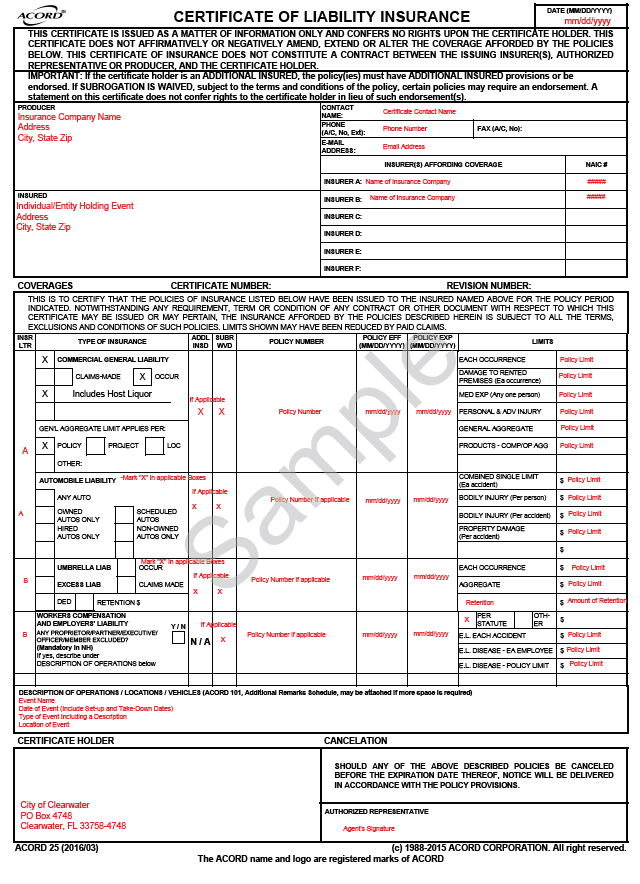 ACORD®
CERTIFICATE OF LIABILITY INSURANCE
DATE (MM/DD/YYYY)
mm/dd/yyyy
THIS CERTIFICATE IS ISSUED AS A MATTER OF INFORMATION ONLY AND CONFERS NO RIGHTS UPON THE CERTIFICATE HOLDER. THIS
CERTIFICATE DOES NOT AFFIRMATIVELY OR NEGATIVELY AMEND, EXTEND OR ALTER THE COVERAGE AFFORDED BY THE POLICIES
BELOW. THIS CERTIFICATE OF INSURANCE DOES NOT CONSTITUTE A CONTRACT BETWEEN THE ISSUING INSURER(S), AUTHORIZED
REPRESENTATIVE OR PRODUCER, AND THE CERTIFICATE HOLDER.
IMPORTANT: If the certificate holder is an ADDITIONAL INSURED, the policy(ies) must have ADDITIONAL INSURED provisions or be
endorsed. If SUBROGATION IS WAIVED, subject to the terms and conditions of the policy, certain policies may require an endorsement. A
statement on this certificate does not confer rights to the certificate holder in lieu of such endorsement(s).
PRODUCER
Insurance Company Name
Address
City, State Zip
CONTACT
NAME: Certificate Contact Name
PHONE
(A/C, No, Ext): Phone Number FAX (A/C, No):
E-MAIL
ADDRESS: Email Address
INSURER(S) AFFORDING COVERAGE NAIC #
INSURER A: Name of Insurance Company #####
INSURED
Individual/Entity Holding Event
Address
City, State Zip
INSURER B: Name of Insurance Company #####
INSURER C:
INSURER D:
INSURER E:
INSURER F:
COVERAGES CERTIFICATE NUMBER: REVISION NUMBER:
THIS IS TO CERTIFY THAT THE POLICIES OF INSURANCE LISTED BELOW HAVE BEEN ISSUED TO THE INSURED NAMED ABOVE FOR THE POLICY PERIOD
INDICATED. NOTWITHSTANDING ANY REQUIREMENT, TERM OR CONDITION OF ANY CONTRACT OR OTHER DOCUMENT WITH RESPECT TO WHICH THIS
CERTIFICATE MAY BE ISSUED OR MAY PERTAIN, THE INSURANCE AFFORDED BY THE POLICIES DESCRIBED HEREIN IS SUBJECT TO ALL THE TERMS,
EXCLUSIONS AND CONDITIONS OF SUCH POLICIES. LIMITS SHOWN MAY HAVE BEEN REDUCED BY PAID CLAIMS.
INSR
LTR
TYPE OF INSURANCE
ADDL
INSD
SUBR
WVD
POLICY NUMBER
POLICY EFF
(MM/DD/YYYY)
POLICY EXP
(MM/DD/YYYY)
LIMITS
A
X COMMERCIAL GENERAL LIABILITY
CLAIMS-MADE X OCCUR
X Includes Host Liquor
GEN'L AGGREGATE LIMIT APPLIES PER:
X POLICY PROJECT LOC
OTHER:
If Applicable
X X
Policy Number
mm/dd/yyyy
mm/dd/yyyy
EACH OCCURRENCE Policy Limit
DAMAGE TO RENTED
PREMISES (Ea occurrence) Policy Limit
MED EXP (Any one person) Policy Limit
PERSONAL & ADV INJURY Policy Limit
GENERAL AGGREGATE Policy Limit
PRODUCTS - COMP/OP AGG Policy Limit
A
AUTOMOBILE LIABILITY -Mark "X" in applicable Boxes
ANY AUTO
OWNED
AUTOS ONLY
SCHEDULED
AUTOS
HIRED
AUTOS ONLY
NON-OWNED
AUTOS ONLY
If Applicable
X X
Policy Number if applicable
mm/dd/yyyy
mm/dd/yyyy
COMBINED SINGLE LIMIT
(Ea accident) $ Policy Limit
BODILY INJURY (Per person) $ Policy Limit
BODILY INJURY (Per accident) $ Policy Limit
PROPERTY DAMAGE
(Per accident) $ Policy Limit
$
B
Mark "X" in applicable Boxes
UMBRELLA LIAB OCCUR
EXCESS LIAB CLAIMS MADE
DED RETENTION $
If Applicable
X X
Policy Number if applicable
mm/dd/yyyy
mm/dd/yyyy
EACH OCCURRENCE $ Policy Limit
AGGREGATE $ Policy Limit
Retention $ Amount of Retention
B
WORKERS COMPENSATION
AND EMPLOYERS' LIABILITY
Y / N
ANY PROPRIETOR/PARTNER/EXECUTIVE/
OFFICER/MEMBER EXCLUDED?
(Mandatory in NH)
If yes, describe under
DESCRIPTION OF OPERATIONS below
If Applicable
N / A
X
Policy Number if applicable
mm/dd/yyyy
mm/dd/yyyy
X PER
STATUTE
OTH-
ER
$
E.L. EACH ACCIDENT $ Policy Limit
E.L. DISEASE - EA EMPLOYEE $ Policy Limit
E.L. DISEASE - POLICY LIMIT $ Policy Limit
Sample
DESCRIPTION OF OPERATIONS / LOCATIONS / VEHICLES (ACORD 101, Additional Remarks Schedule, may be attached if more space is required)
Event Name
Date of Event (Include Set-up and Take-Down Dates)
Type of Event Including a Description
Location of Event
CERTIFICATE HOLDER
CANCELATION
City of Clearwater
PO Box 4748
Clearwater, FL 33758-4748
SHOULD ANY OF THE ABOVE DESCRIBED POLICIES BE CANCELED
BEFORE THE EXPIRATION DATE THEREOF, NOTICE WILL BE DELIVERED
IN ACCORDANCE WITH THE POLICY PROVISIONS.
AUTHORIZED REPRESENTATIVE
Agent's Signature
ACORD 25 (2016/03)
(c) 1988-2015 ACORD CORPORATION. All right reserved.
The ACORD name and logo are registered marks of ACORD